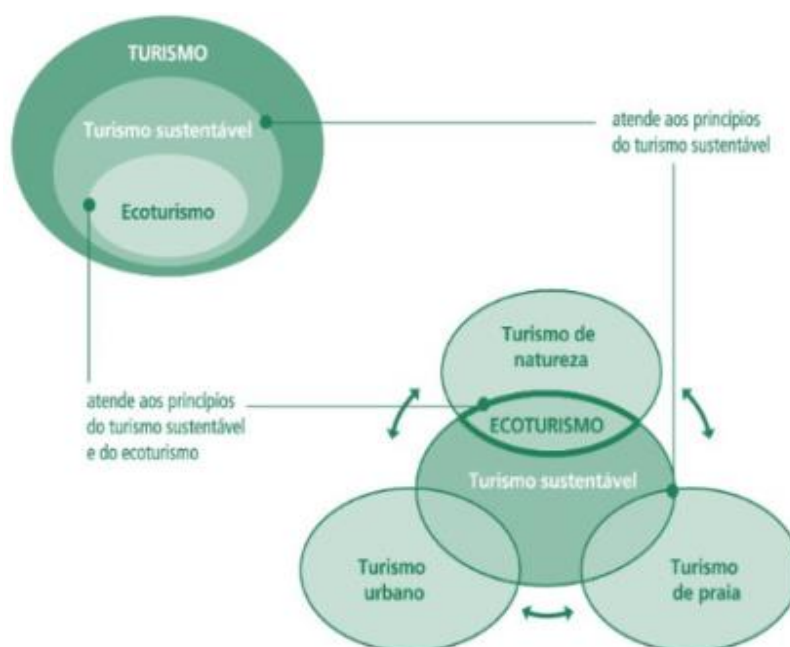 TURISMO
Turismo sustentável
Ecoturismo
atende aos princípios
do turismo sustentável
atende aos princípios
do turismo sustentável
e do ecoturismo
Turismo de
natureza
ECOTURISMO
Turismo sustentável
Turismo
urbano
Turismo
de praia